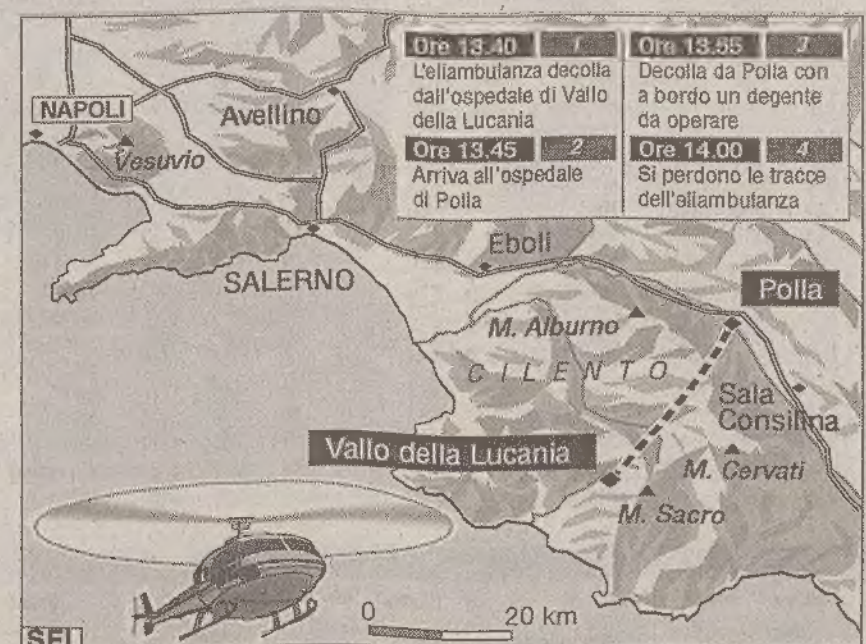 Ore 13.40 1
L'eliambulanza decolla
dall'ospedale di Vallo
della Lucania
Ore 13.45 2
Arriva all'ospedale
di Polla
Ore 13.55 3
Decolla da Polla con
a bordo un degente
da operare
Ore 14.00 4
Si perdono le tracce
dell'eliambulanza
NAPOLI
Avellino
Vesuvio
SALERNO
Eboli
Polla
M. Alburno
CILENTO
Sala
Consilina
Vallo della Lucania
M. Cervati
M. Sacro
0 20 km